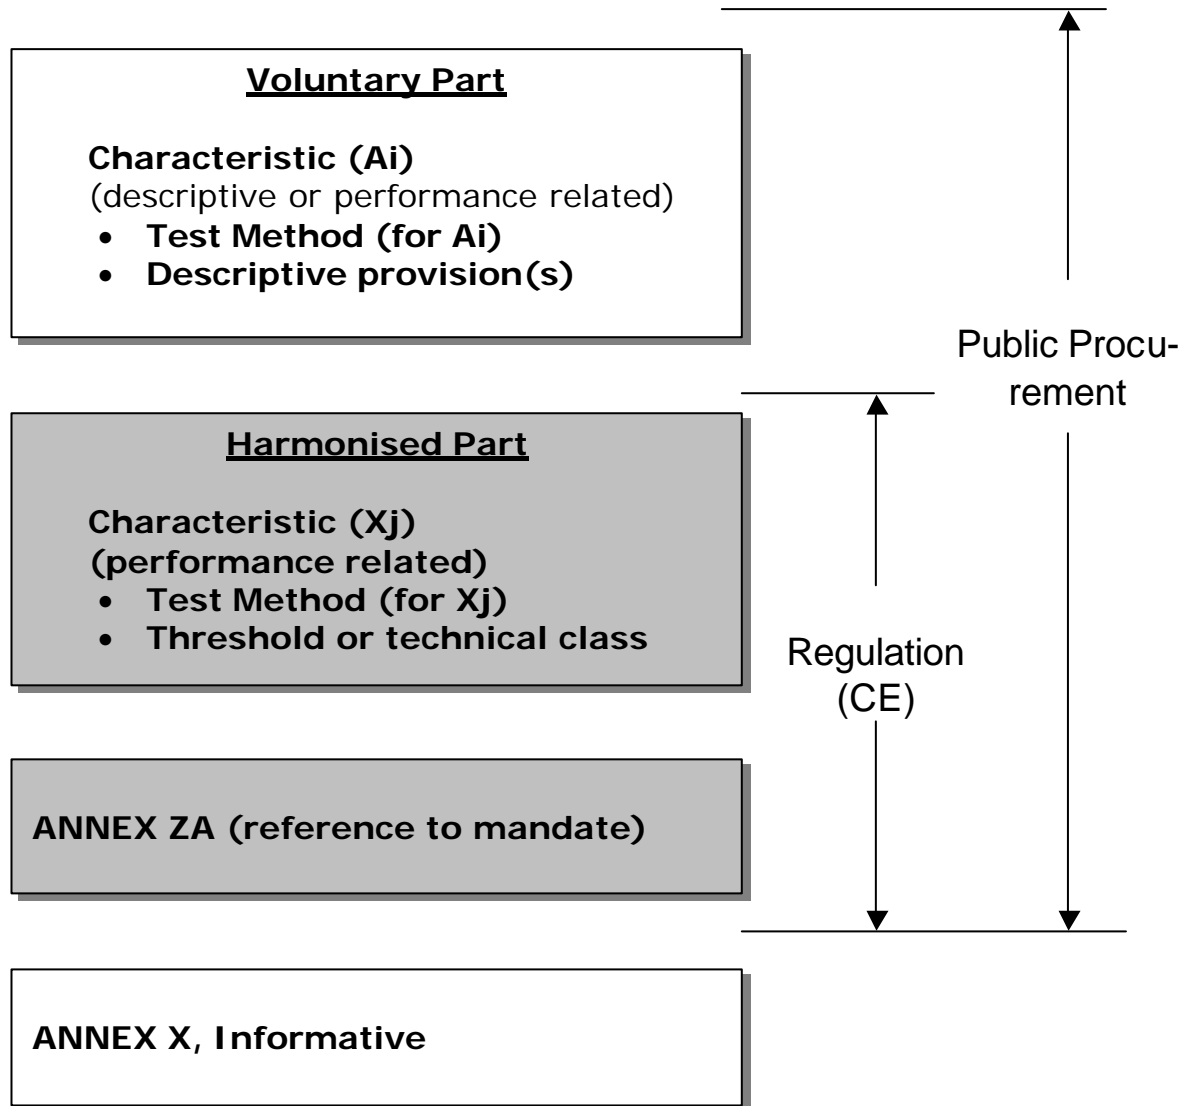 Voluntary Part
Characteristic (Ai)
(descriptive or performance related)
• Test Method (for Ai)
• Descriptive provision(s)
Public Procu-
rement
Harmonised Part
Characteristic (Xj)
(performance related)
• Test Method (for Xj)
• Threshold or technical class
Regulation
(CE)
ANNEX ZA (reference to mandate)
ANNEX X, Informative